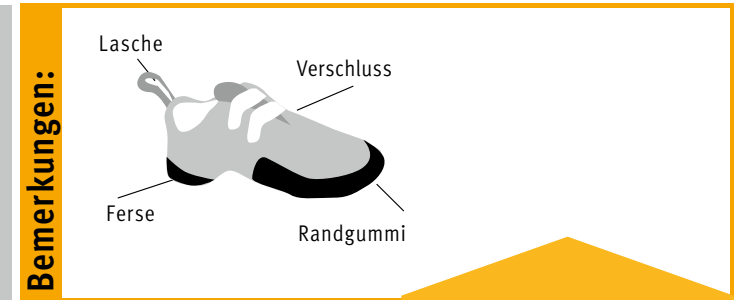 Bemerkungen:
Lasche
Verschluss
Ferse
Randgummi